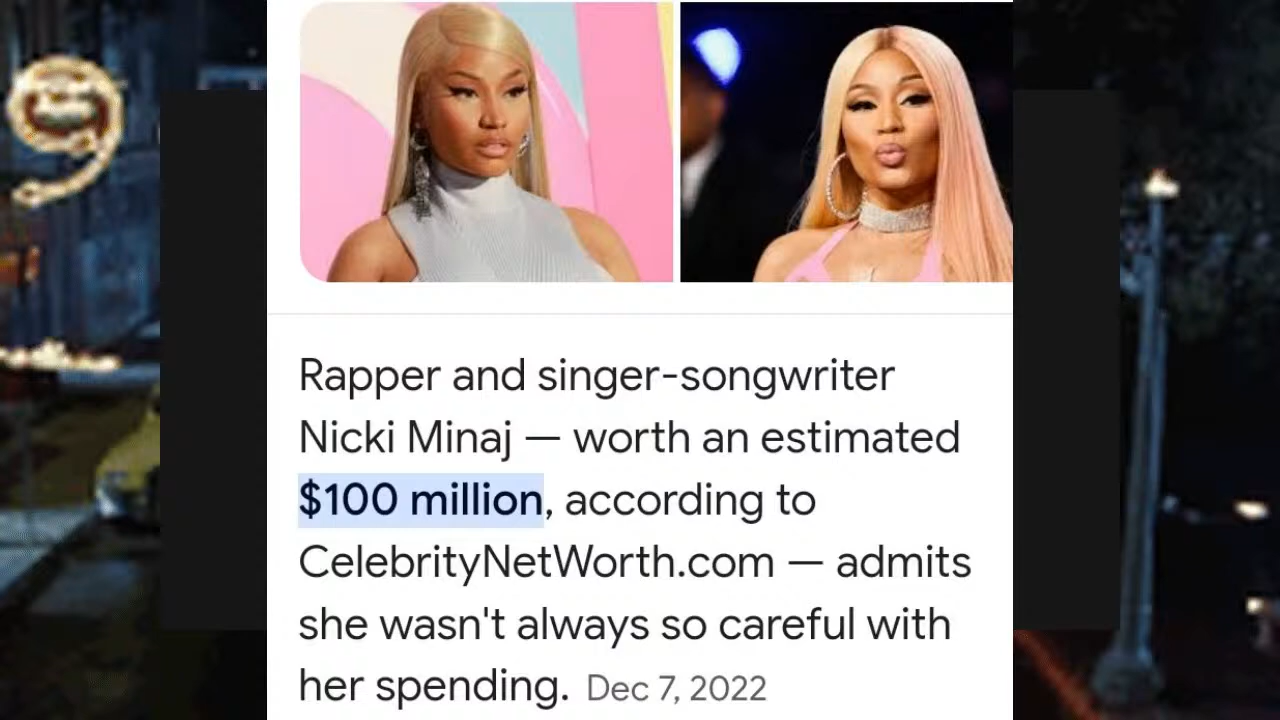 Rapper and singer-songwriter
Nicki Minaj — worth an estimated
$100 million, according to
CelebrityNetWorth.com — admits
she wasn't always so careful with
her spending. Dec 7, 2022